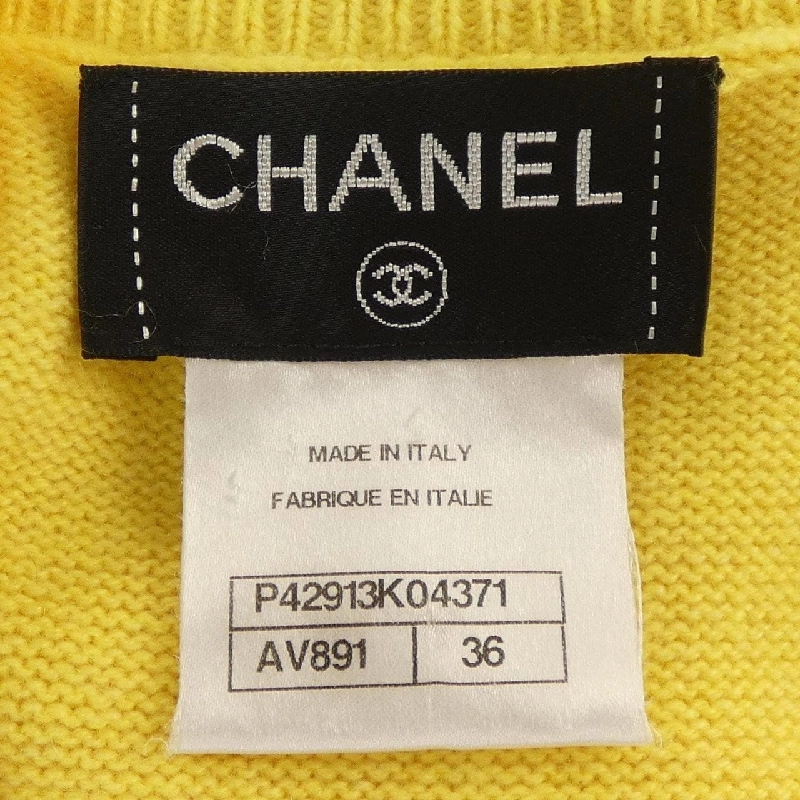 CHANEL
MADE IN ITALY
FABRIQUE EN ITALIE
P42913K04371
AV891 36